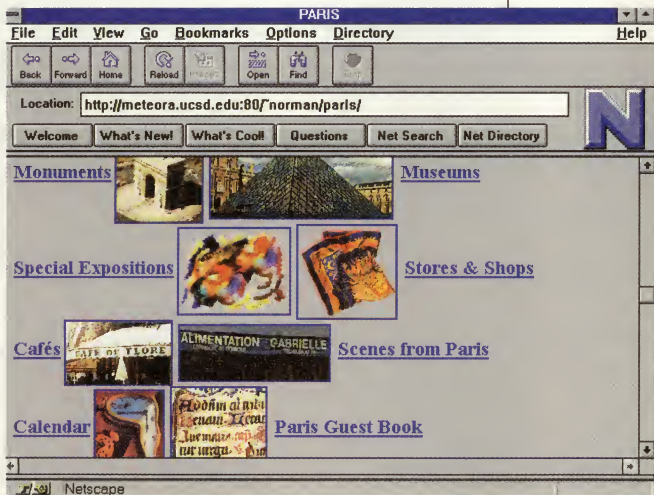 PARIS
File Edit View Go Bookmarks Options Directory Help
Back Forward Home Reload Images Open Find Stop
Location: http://meteora.ucsd.edu:80/~norman/paris/
Welcome What's New! What's Cool! Questions Net Search Net Directory
N
Monuments Museums
Special Expositions Stores & Shops
Cafés CAFE DE FLORE ALIMENTATION GABRIELLE Scenes from Paris
Calendar Paris Guest Book
Netscape